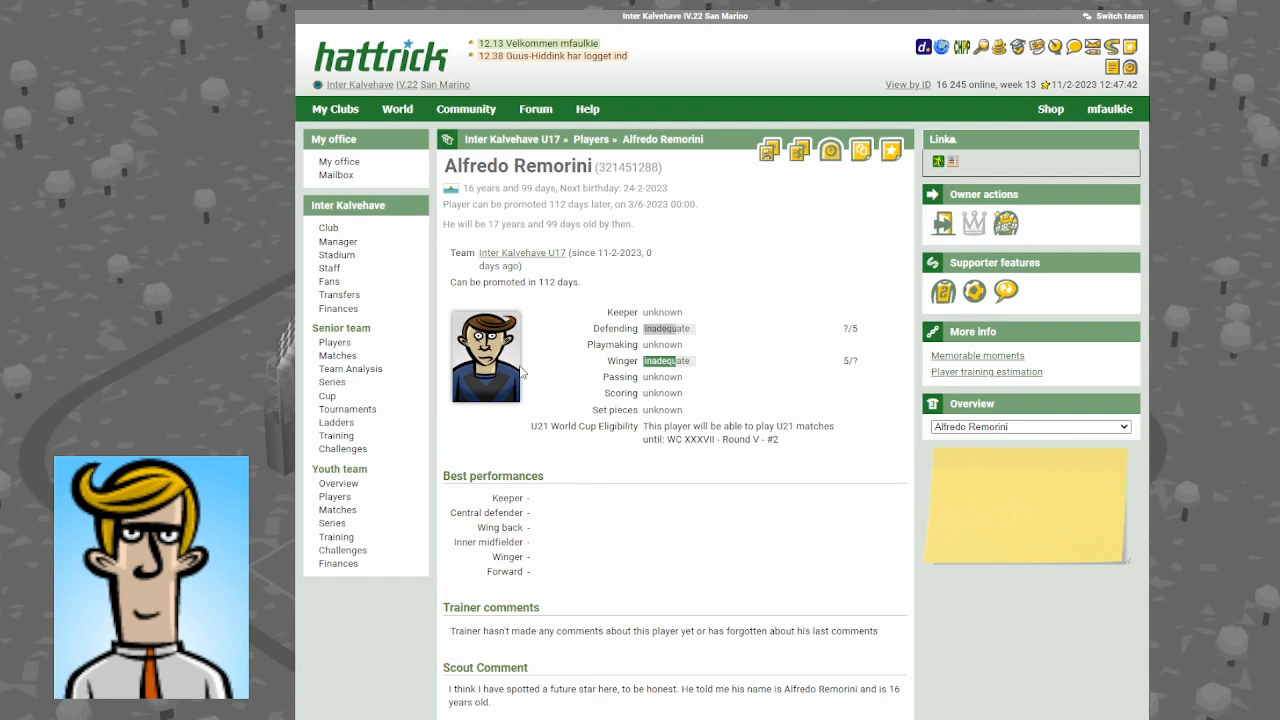 Inter Kalvehave IV.22 San Marino
Switch team
hattrick
12.13 Velkommen mfaulkie
12.38 Guus-Hiddink har logget ind
d.
CHPP
Inter Kalvehave IV.22 San Marino
View by ID 16 245 online, week 13 11/2-2023 12:47:42
My Clubs World Community Forum Help Shop mfaulkie
My office
My office
Mailbox
Inter Kalvehave
Club
Manager
Stadium
Staff
Fans
Transfers
Finances
Senior team
Players
Matches
Team Analysis
Series
Cup
Tournaments
Ladders
Training
Challenges
Youth team
Overview
Players
Matches
Series
Training
Challenges
Finances
Inter Kalvehave U17 » Players » Alfredo Remorini
Alfredo Remorini (321451288)
16 years and 99 days, Next birthday: 24-2-2023
Player can be promoted 112 days later, on 3/6-2023 00:00.
He will be 17 years and 99 days old by then.
Team Inter Kalvehave U17 (since 11-2-2023, 0
days ago)
Can be promoted in 112 days.
Keeper unknown
Defending inadequate ?/5
Playmaking unknown
Winger inadequate 5/?
Passing unknown
Scoring unknown
Set pieces unknown
U21 World Cup Eligibility This player will be able to play U21 matches
until: WC XXXVII - Round V - #2
Best performances
Keeper -
Central defender -
Wing back -
Inner midfielder -
Winger -
Forward -
Trainer comments
Trainer hasn't made any comments about this player yet or has forgotten about his last comments
Scout Comment
I think I have spotted a future star here, to be honest. He told me his name is Alfredo Remorini and is 16
years old.
Links
Owner actions
Supporter features
More info
Memorable moments
Player training estimation
Overview
Alfredo Remorini